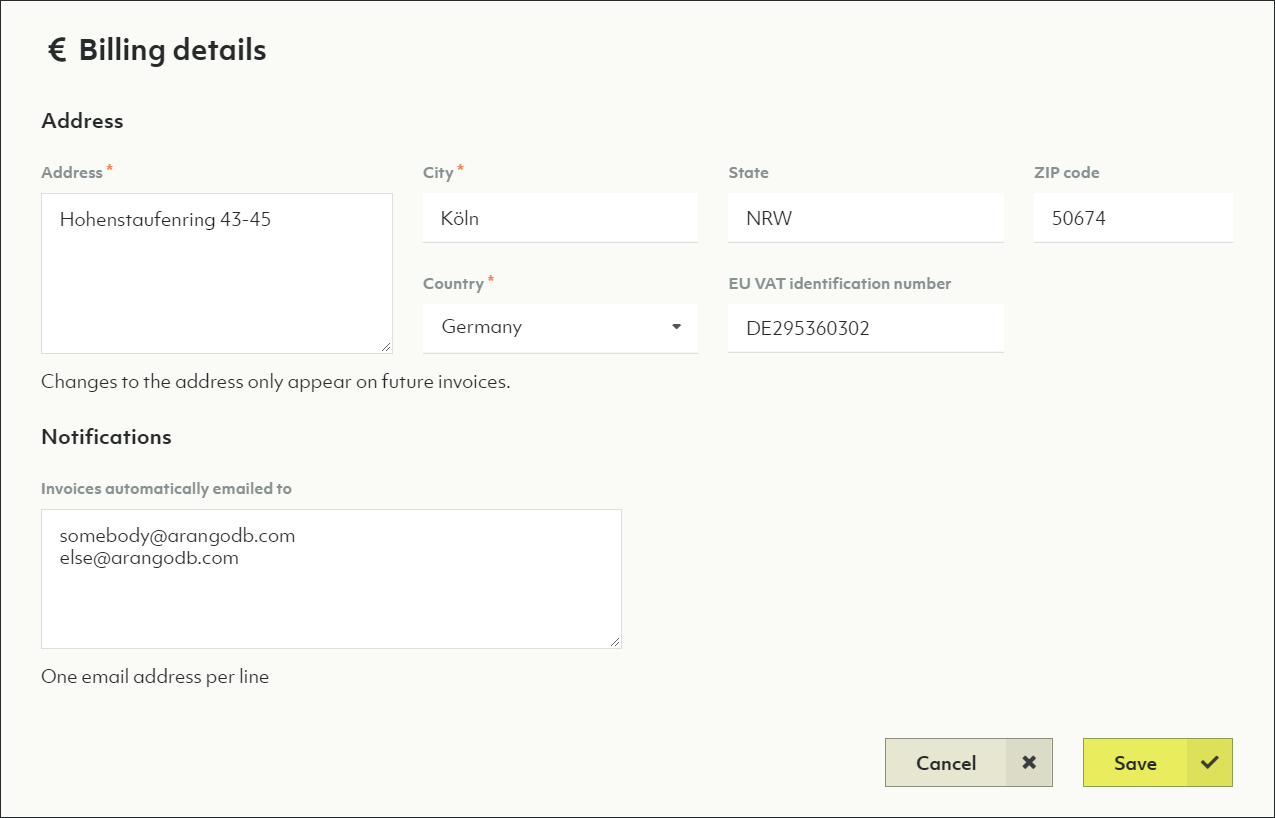 € Billing details
Address
Address *
City *
State
ZIP code
Hohenstaufenring 43-45
Köln
NRW
50674
Country *
EU VAT identification number
Germany
DE295360302
Changes to the address only appear on future invoices.
Notifications
Invoices automatically emailed to
somebody@arangodb.com
else@arangodb.com
One email address per line
Cancel
Save